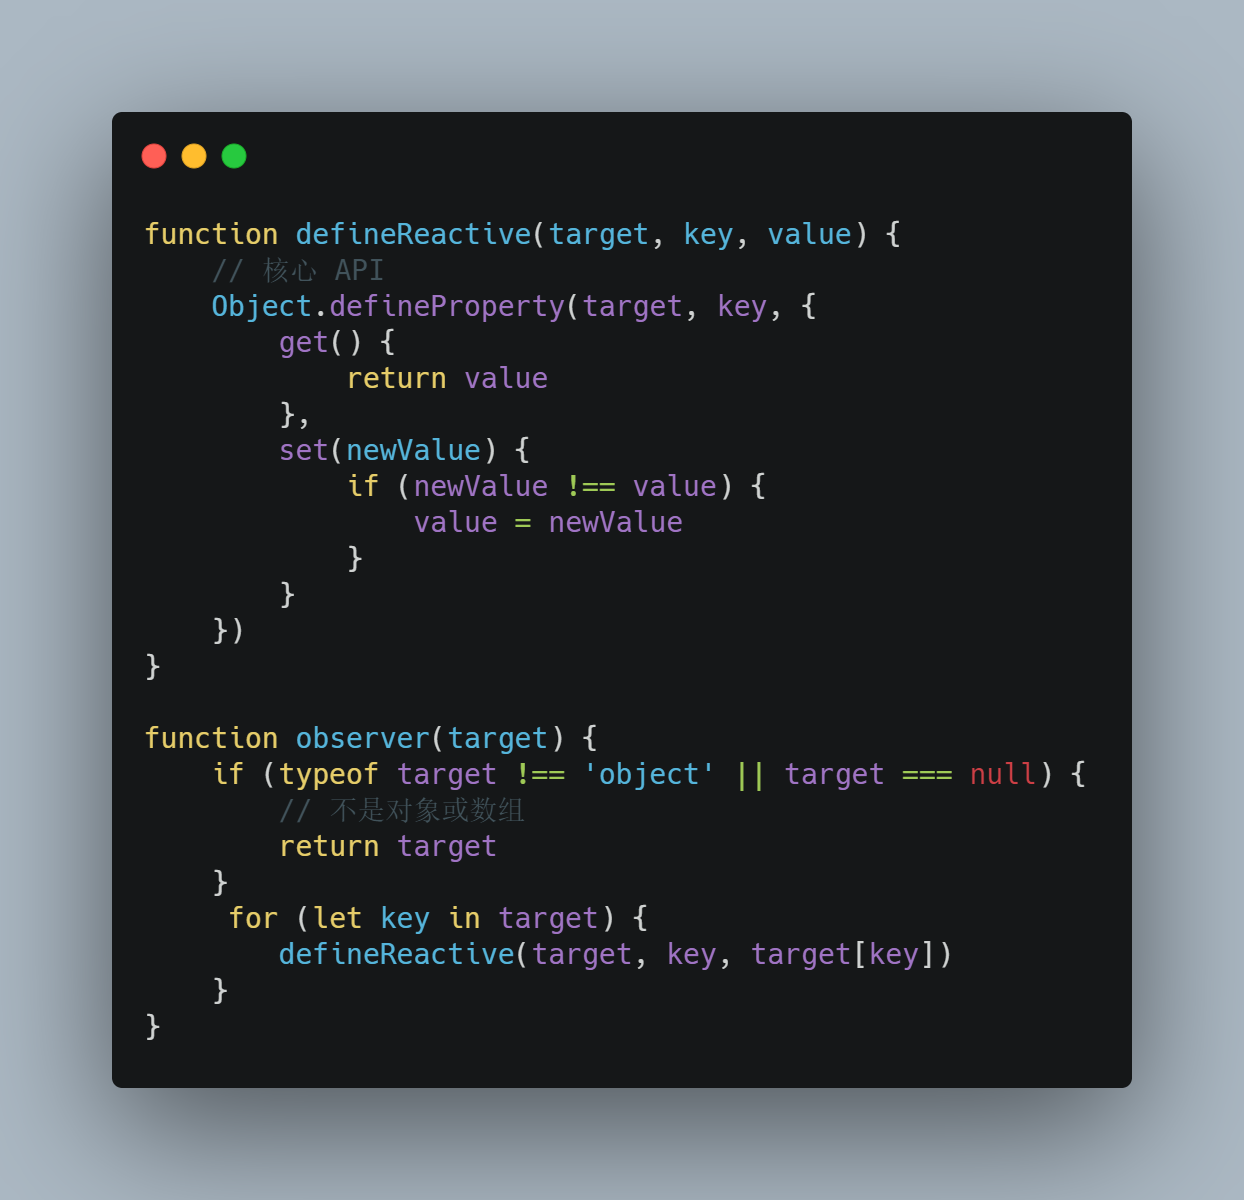 function defineReactive(target, key, value) {
    // 核心 API
    Object.defineProperty(target, key, {
        get() {
            return value
        },
        set(newValue) {
            if (newValue !== value) {
                value = newValue
            }
        }
    })
}

function observer(target) {
    if (typeof target !== 'object' || target === null) {
        // 不是对象或数组
        return target
    }
     for (let key in target) {
        defineReactive(target, key, target[key])
    }
}